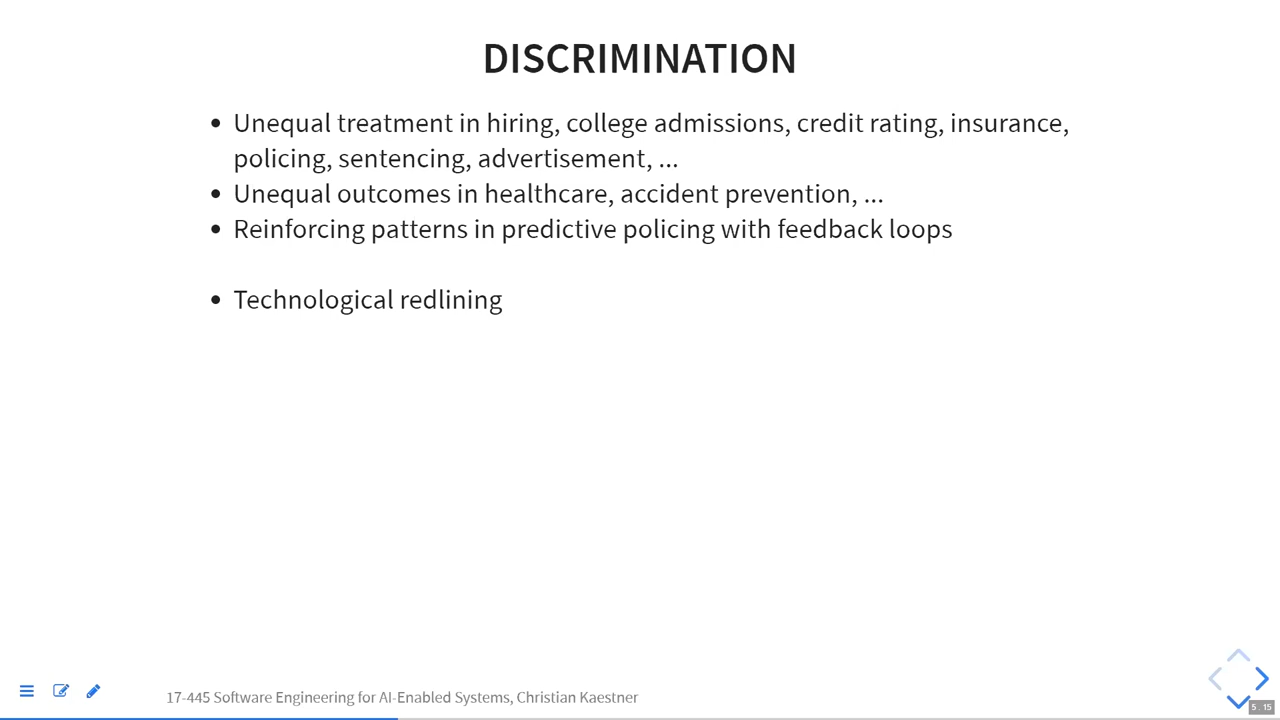 DISCRIMINATION
• Unequal treatment in hiring, college admissions, credit rating, insurance,
policing, sentencing, advertisement, ...
• Unequal outcomes in healthcare, accident prevention, ...
• Reinforcing patterns in predictive policing with feedback loops
• Technological redlining
17-445 Software Engineering for AI-Enabled Systems, Christian Kaestner
5 . 15